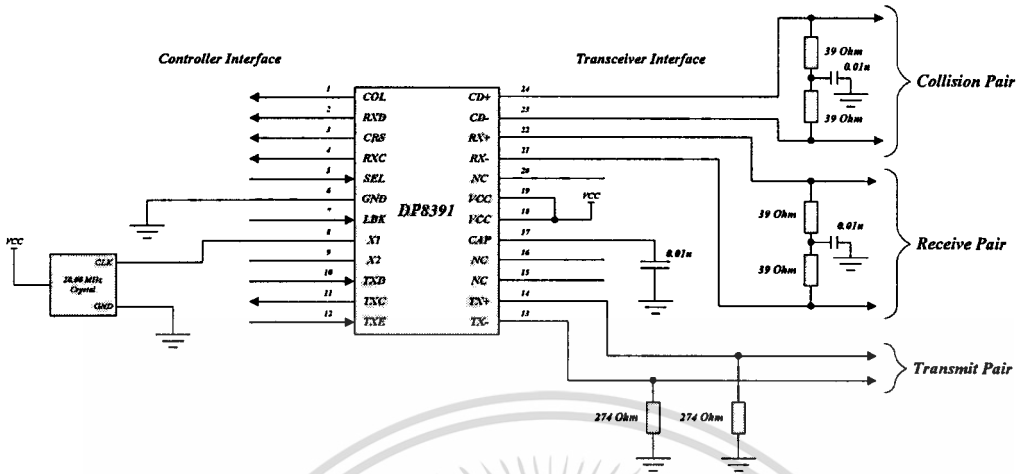 Controller Interface
Transceiver Interface
39 Ohm
0.01u
39 Ohm
Collision Pair
1 COL
2 RXD
3 CRS
4 RXC
5 SEL
6 GND
7 LBK
8 X1
9 X2
10 TXD
11 TXC
12 TXE
DP8391
CD+ 24
CD- 23
RX+ 22
RX- 21
NC 20
VCC 19
VCC 18
CAP 17
NC 16
NC 15
TX+ 14
TX- 13
VCC
0.01u
39 Ohm
0.01u
39 Ohm
Receive Pair
VCC
CLK
20.00 MHz
Crystal
GND
Transmit Pair
274 Ohm
274 Ohm